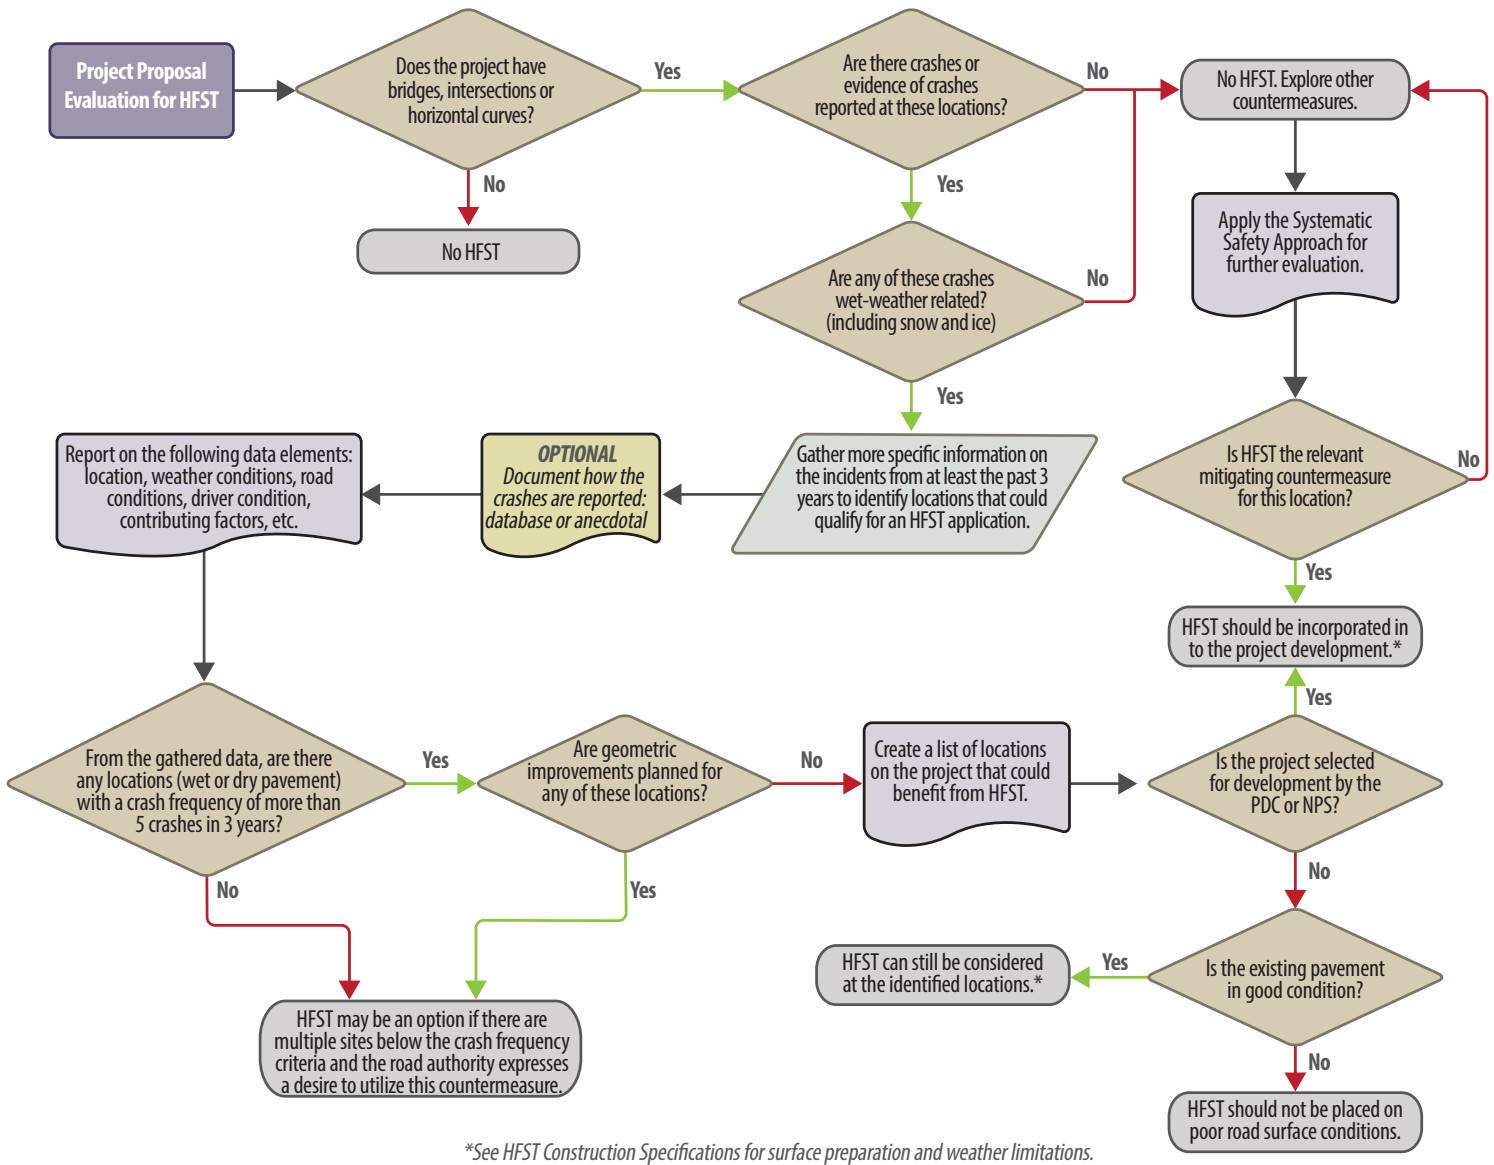 Project Proposal
Evaluation for HFST
Does the project have
bridges, intersections or
horizontal curves?
Yes
No
No HFST
Are there crashes or
evidence of crashes
reported at these locations?
No
Yes
No HFST. Explore other
countermeasures.
Are any of these crashes
wet-weather related?
(including snow and ice)
No
Yes
Apply the Systematic
Safety Approach for
further evaluation.
Is HFST the relevant
mitigating countermeasure
for this location?
No
Yes
Gather more specific information on
the incidents from at least the past 3
years to identify locations that could
qualify for an HFST application.
OPTIONAL
Document how the
crashes are reported:
database or anecdotal
Report on the following data elements:
location, weather conditions, road
conditions, driver condition,
contributing factors, etc.
HFST should be incorporated in
to the project development.*
Yes
From the gathered data, are there
any locations (wet or dry pavement)
with a crash frequency of more than
5 crashes in 3 years?
Yes
No
Are geometric
improvements planned for
any of these locations?
No
Yes
Create a list of locations
on the project that could
benefit from HFST.
Is the project selected
for development by the
PDC or NPS?
No
HFST can still be considered
at the identified locations.*
Yes
Is the existing pavement
in good condition?
No
HFST may be an option if there are
multiple sites below the crash frequency
criteria and the road authority expresses
a desire to utilize this countermeasure.
HFST should not be placed on
poor road surface conditions.
*See HFST Construction Specifications for surface preparation and weather limitations.